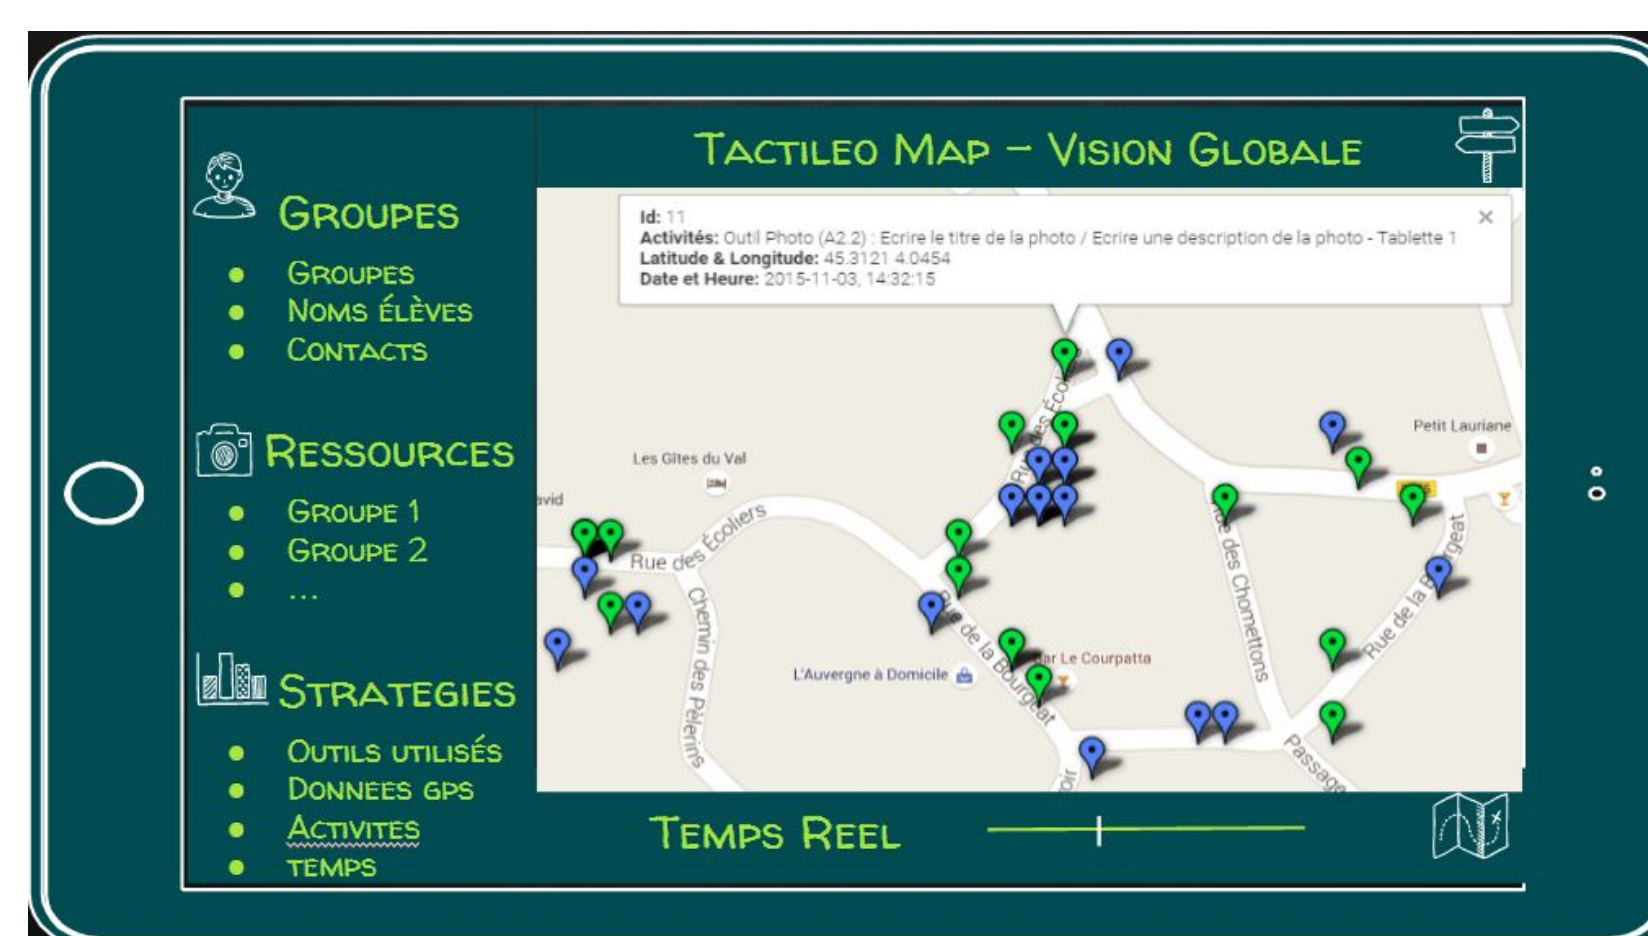 TACTILEO MAP – VISION GLOBALE
GROUPES
● GROUPES
● NOMS ÉLÈVES
● CONTACTS
RESSOURCES
● GROUPE 1
● GROUPE 2
● ...
STRATEGIES
● OUTILS UTILISÉS
● DONNEES GPS
● ACTIVITES
● TEMPS
Id: 11
Activités: Outil Photo (A2.2) : Ecrire le titre de la photo / Ecrire une description de la photo - Tablette 1
Latitude & Longitude: 45.3121 4.0454
Date et Heure: 2015-11-03, 14:32:15
Rue des Écoliers
Petit Lauriane
Les Gîtes du Val
Rue des Écoliers
Chemin des Pèlerins
L'Auvergne à Domicile
Rue de la Bourgeat
Bar Le Courpatta
Rue des Chomettons
Rue de la Bourgeat
Passage
TEMPS REEL